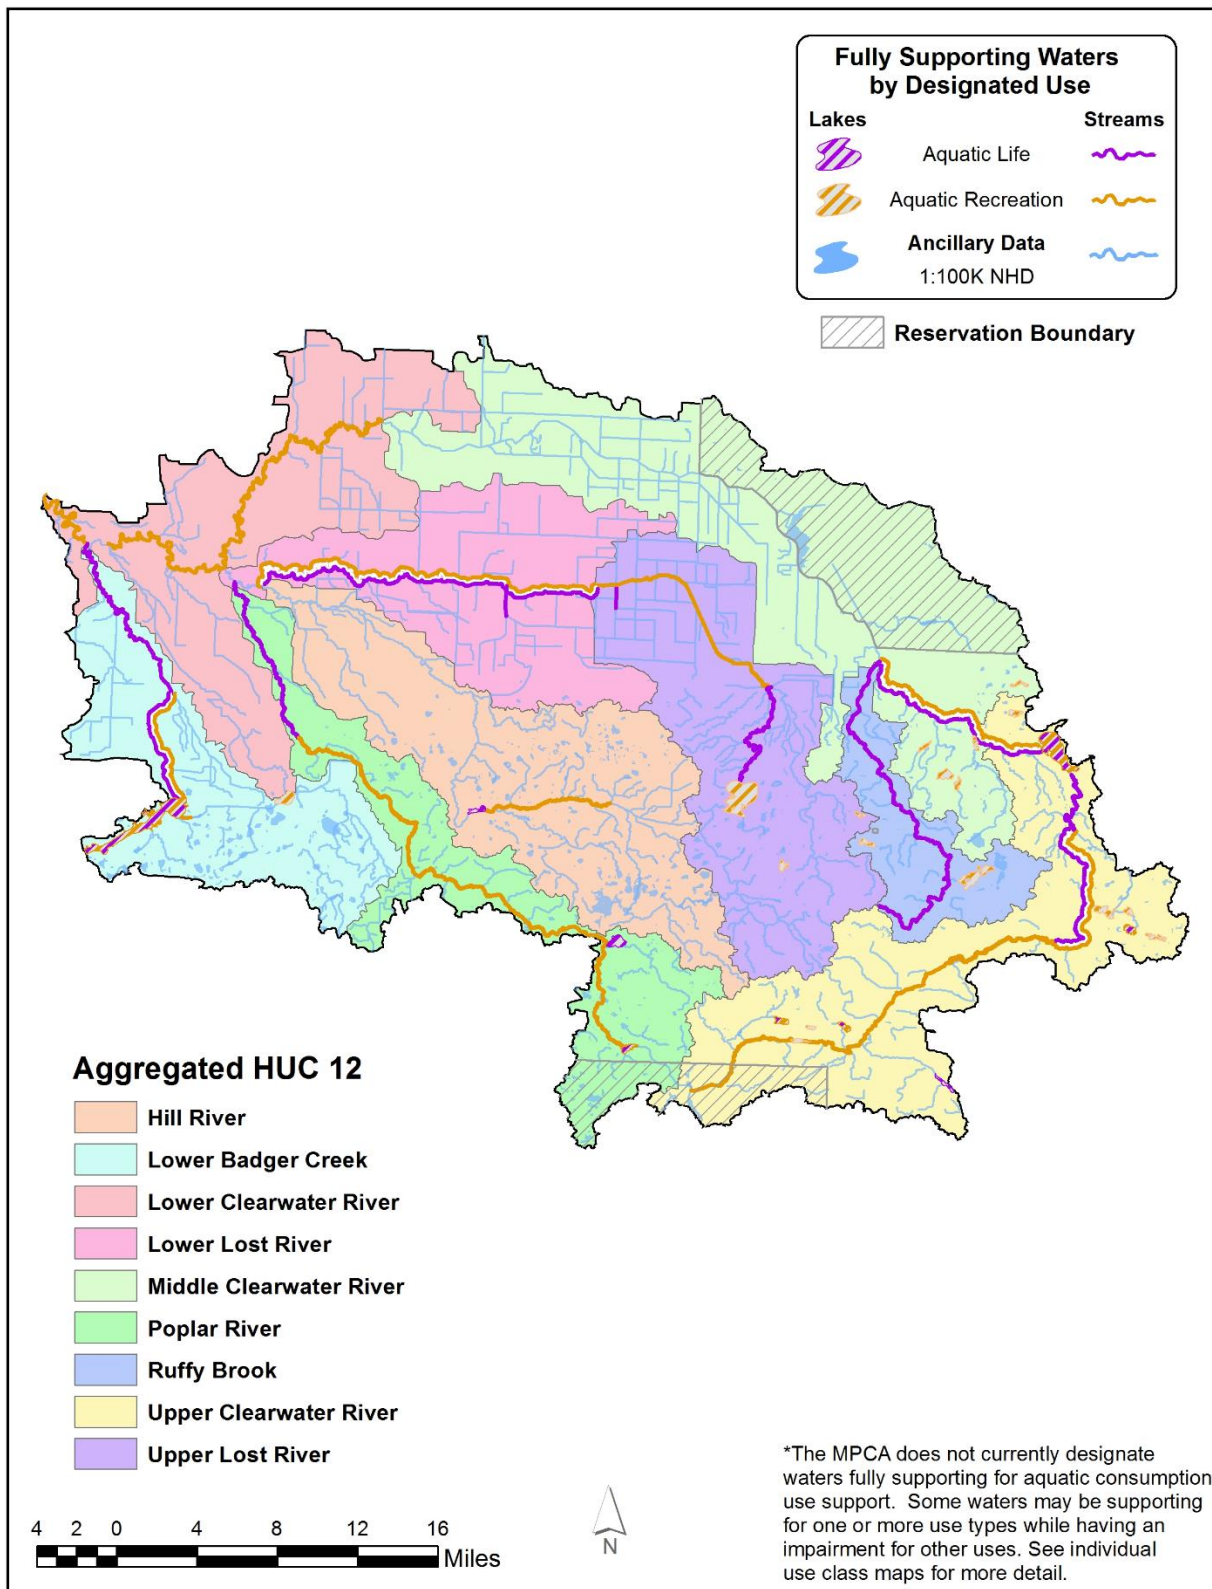 Fully Supporting Waters
by Designated Use
Lakes Streams
Aquatic Life
Aquatic Recreation
Ancillary Data
1:100K NHD
Reservation Boundary
Aggregated HUC 12
Hill River
Lower Badger Creek
Lower Clearwater River
Lower Lost River
Middle Clearwater River
Poplar River
Ruffy Brook
Upper Clearwater River
Upper Lost River
*The MPCA does not currently designate
waters fully supporting for aquatic consumption
use support. Some waters may be supporting
for one or more use types while having an
impairment for other uses. See individual
use class maps for more detail.
4 2 0 4 8 12 16
Miles
N